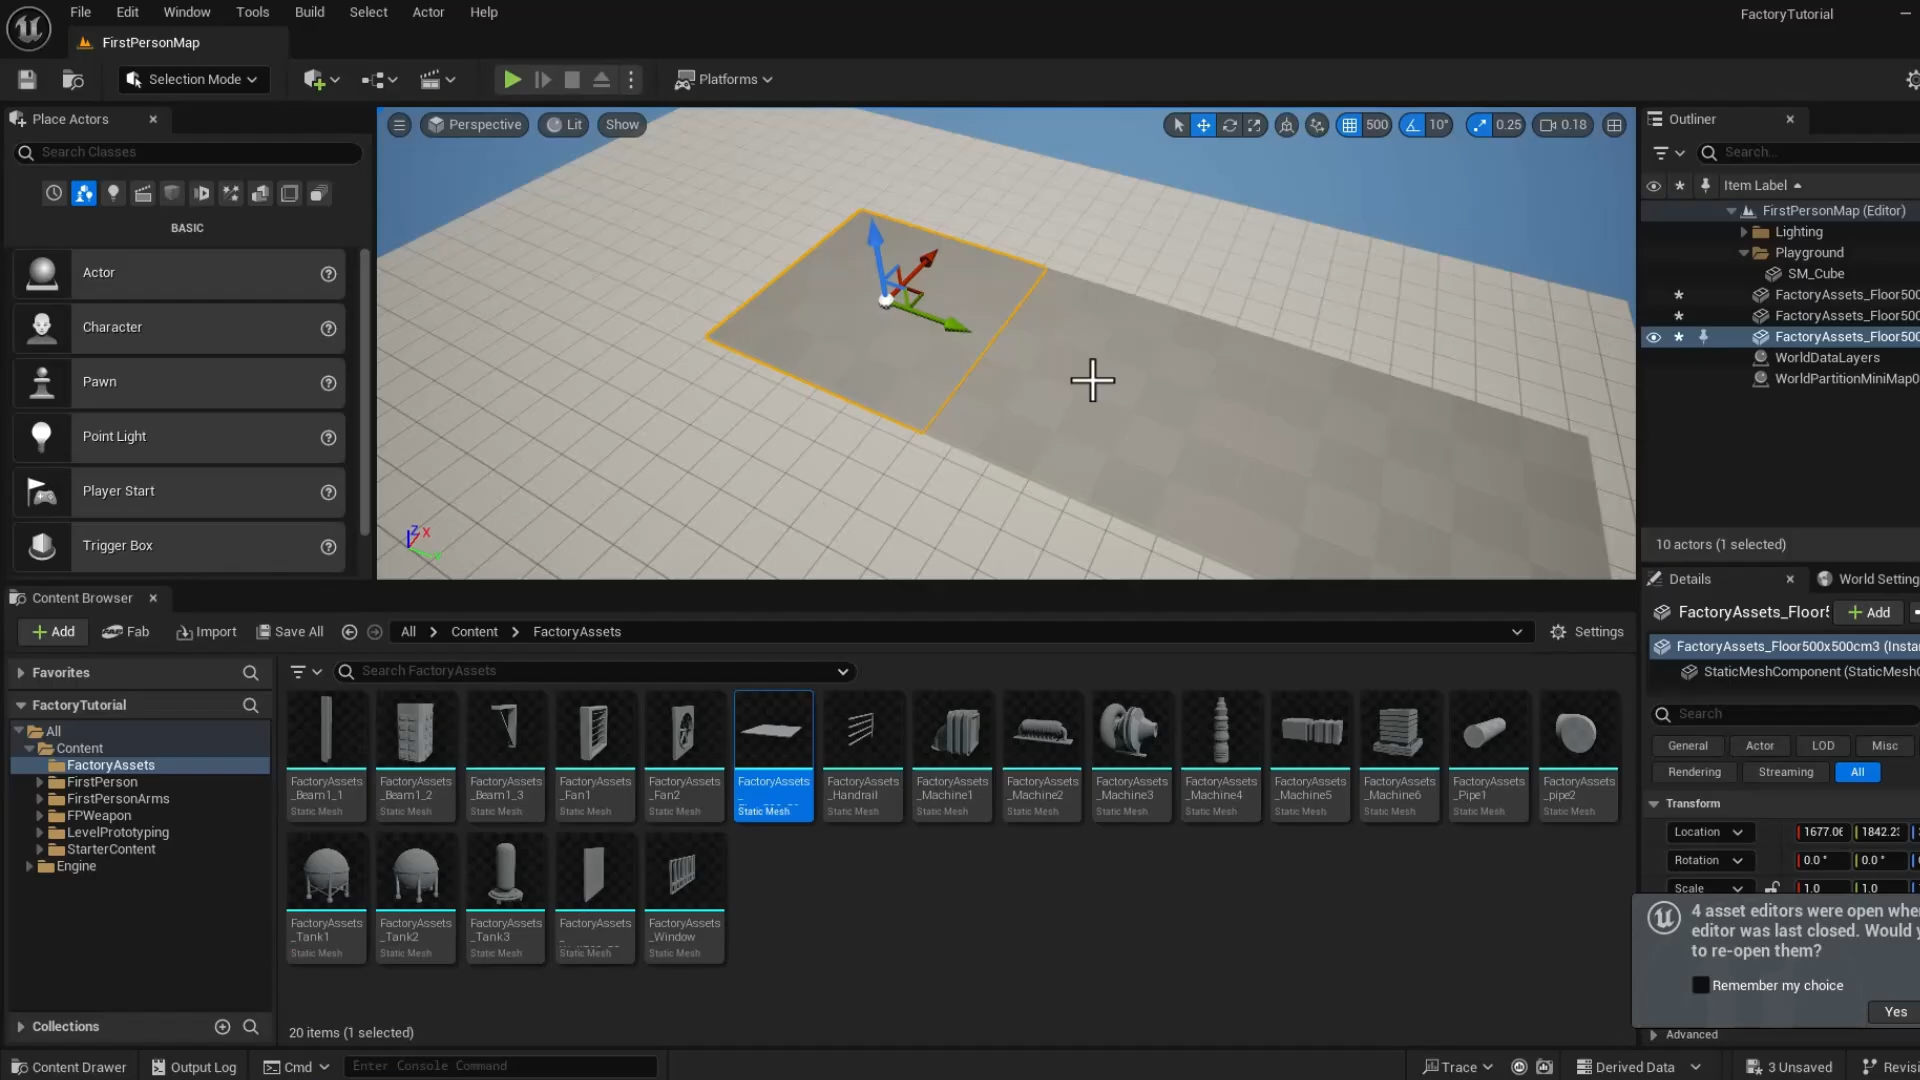 File Edit Window Tools Build Select Actor Help
FactoryTutorial
FirstPersonMap
Selection Mode
Platforms
Place Actors
Search Classes
BASIC
Actor
Character
Pawn
Point Light
Player Start
Trigger Box
Perspective
Lit
Show
500
10°
0.25
0.18
Z X
Outliner
Search...
Item Label
FirstPersonMap (Editor)
Lighting
Playground
SM_Cube
FactoryAssets_Floor500
FactoryAssets_Floor500
FactoryAssets_Floor500
WorldDataLayers
WorldPartitionMiniMap0
10 actors (1 selected)
Details
World Setting
FactoryAssets_Floor5
Add
FactoryAssets_Floor500x500cm3 (Insta
StaticMeshComponent (StaticMeshC
Search
General Actor LOD Misc
Rendering Streaming All
Transform
Location 1677.06 1842.23
Rotation 0.0 ° 0.0 °
Scale 1.0 1.0
4 asset editors were open whe
editor was last closed. Would y
to re-open them?
Remember my choice
Yes
Advanced
Content Browser
Add Fab Import Save All All Content FactoryAssets Settings
Favorites
FactoryTutorial
All
Content
FactoryAssets
FirstPerson
FirstPersonArms
FPWeapon
LevelPrototyping
StarterContent
Engine
Collections
Search FactoryAssets
FactoryAssets
_Beam1_1
Static Mesh
FactoryAssets
_Beam1_2
Static Mesh
FactoryAssets
_Beam1_3
Static Mesh
FactoryAssets
_Fan1
Static Mesh
FactoryAssets
_Fan2
Static Mesh
FactoryAssets
_
Static Mesh
FactoryAssets
_Handrail
Static Mesh
FactoryAssets
_Machine1
Static Mesh
FactoryAssets
_Machine2
Static Mesh
FactoryAssets
_Machine3
Static Mesh
FactoryAssets
_Machine4
Static Mesh
FactoryAssets
_Machine5
Static Mesh
FactoryAssets
_Machine6
Static Mesh
FactoryAssets
_Pipe1
Static Mesh
FactoryAssets
_pipe2
Static Mesh
FactoryAssets
_Tank1
Static Mesh
FactoryAssets
_Tank2
Static Mesh
FactoryAssets
_Tank3
Static Mesh
FactoryAssets
_
Static Mesh
FactoryAssets
_Window
Static Mesh
20 items (1 selected)
Content Drawer Output Log Cmd Enter Console Command Trace Derived Data 3 Unsaved Revisi